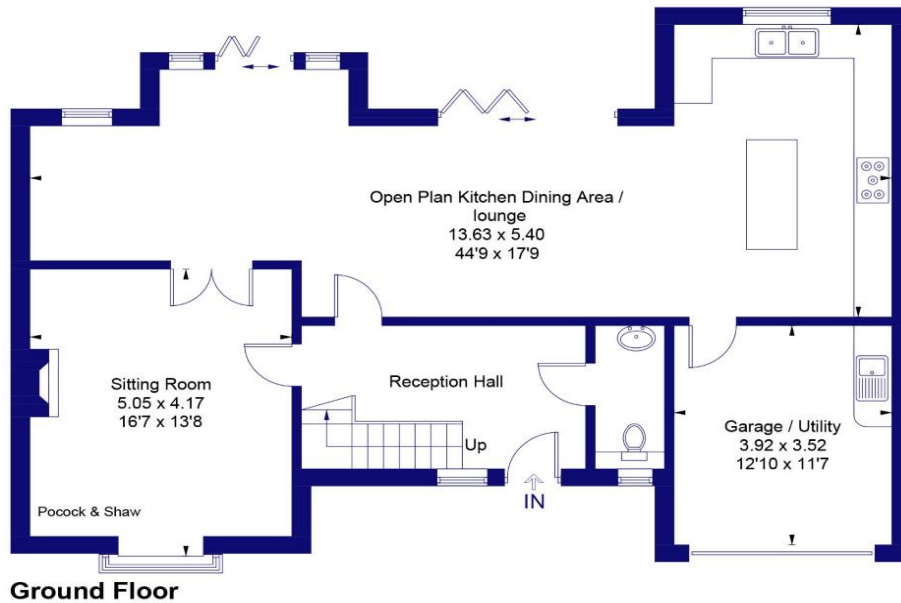 Open Plan Kitchen Dining Area /
lounge
13.63 x 5.40
44'9 x 17'9
Sitting Room
5.05 x 4.17
16'7 x 13'8
Reception Hall
Up
IN
Garage / Utility
3.92 x 3.52
12'10 x 11'7
Pocock & Shaw
Ground Floor